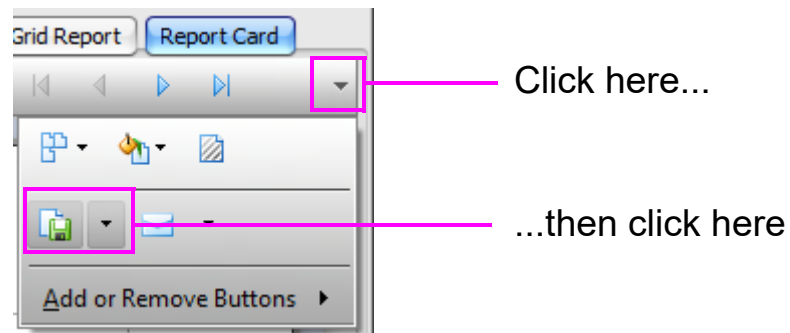 Grid Report Report Card
Click here...
...then click here
Add or Remove Buttons